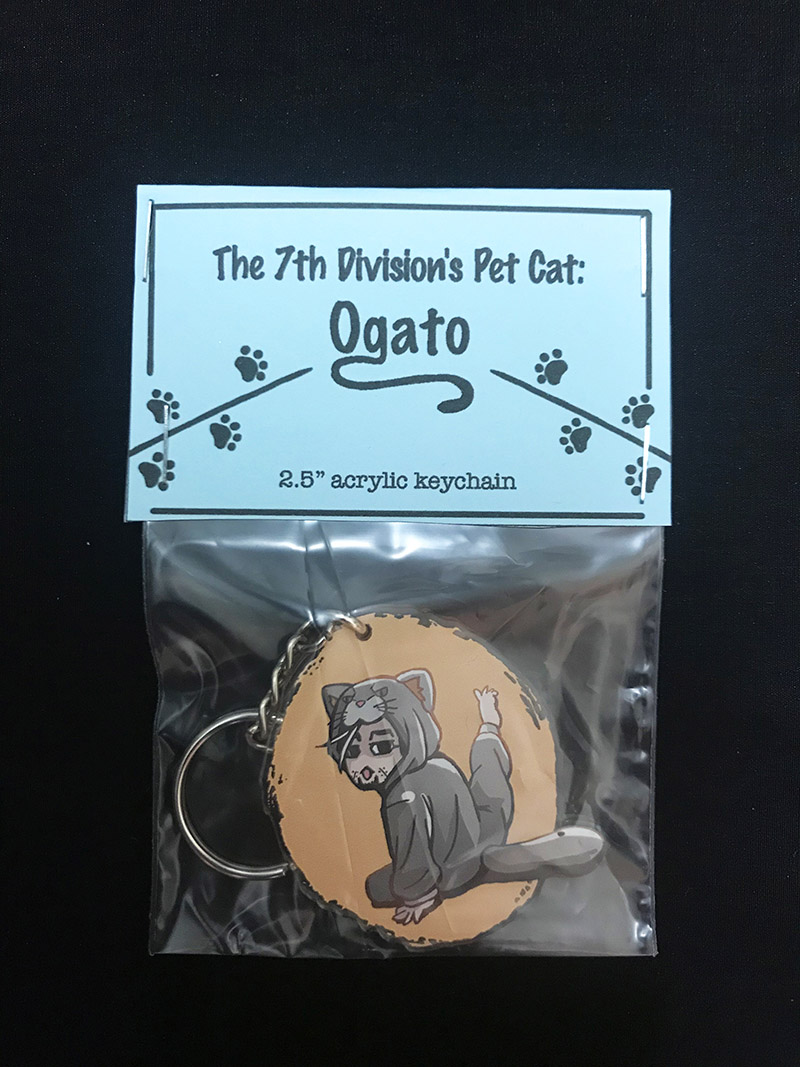 The 7th Division's Pet Cat:
Ogato
2.5” acrylic keychain